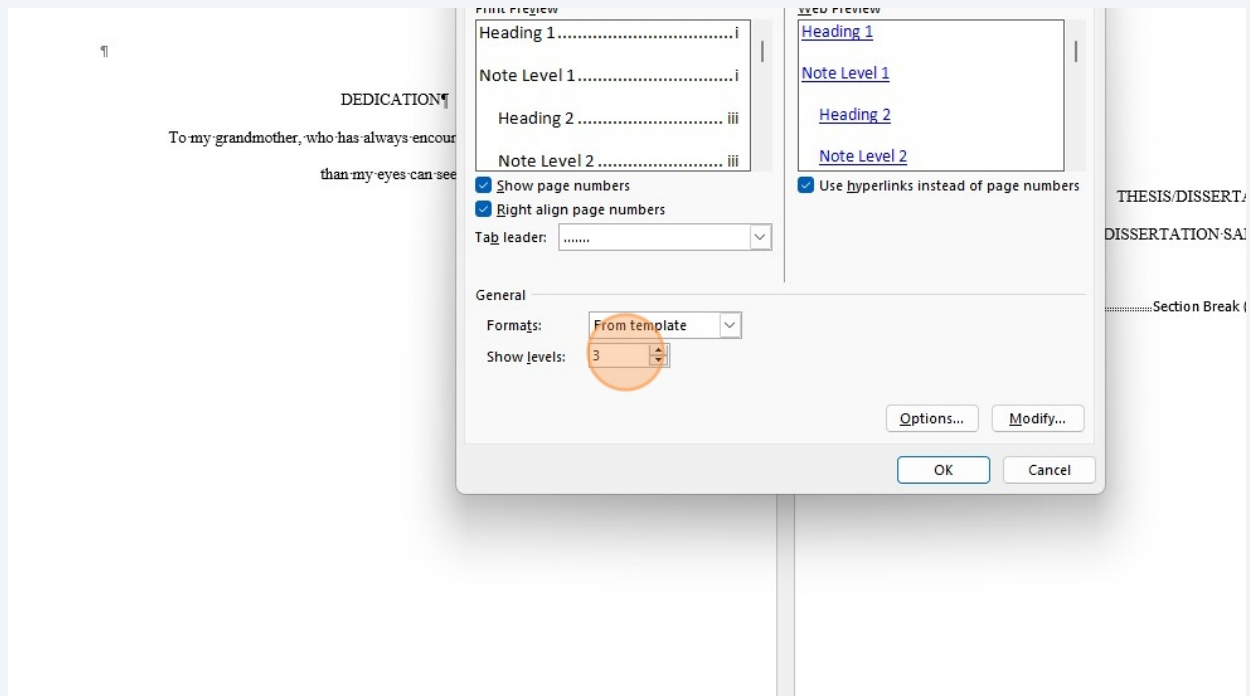 Print Preview
Web Preview
Heading 1....................................i
Note Level 1................................i
Heading 2 .............................. iii
Note Level 2 .......................... iii
Heading 1
Note Level 1
Heading 2
Note Level 2
Show page numbers
Right align page numbers
Tab leader: .......
Use hyperlinks instead of page numbers
General
Formats: From template
Show levels: 3
Options... Modify...
OK Cancel
¶
DEDICATION¶
To·my·grandmother,·who·has·always·encour
than·my·eyes·can·see
THESIS/DISSERTA
DISSERTATION·SA
Section Break (